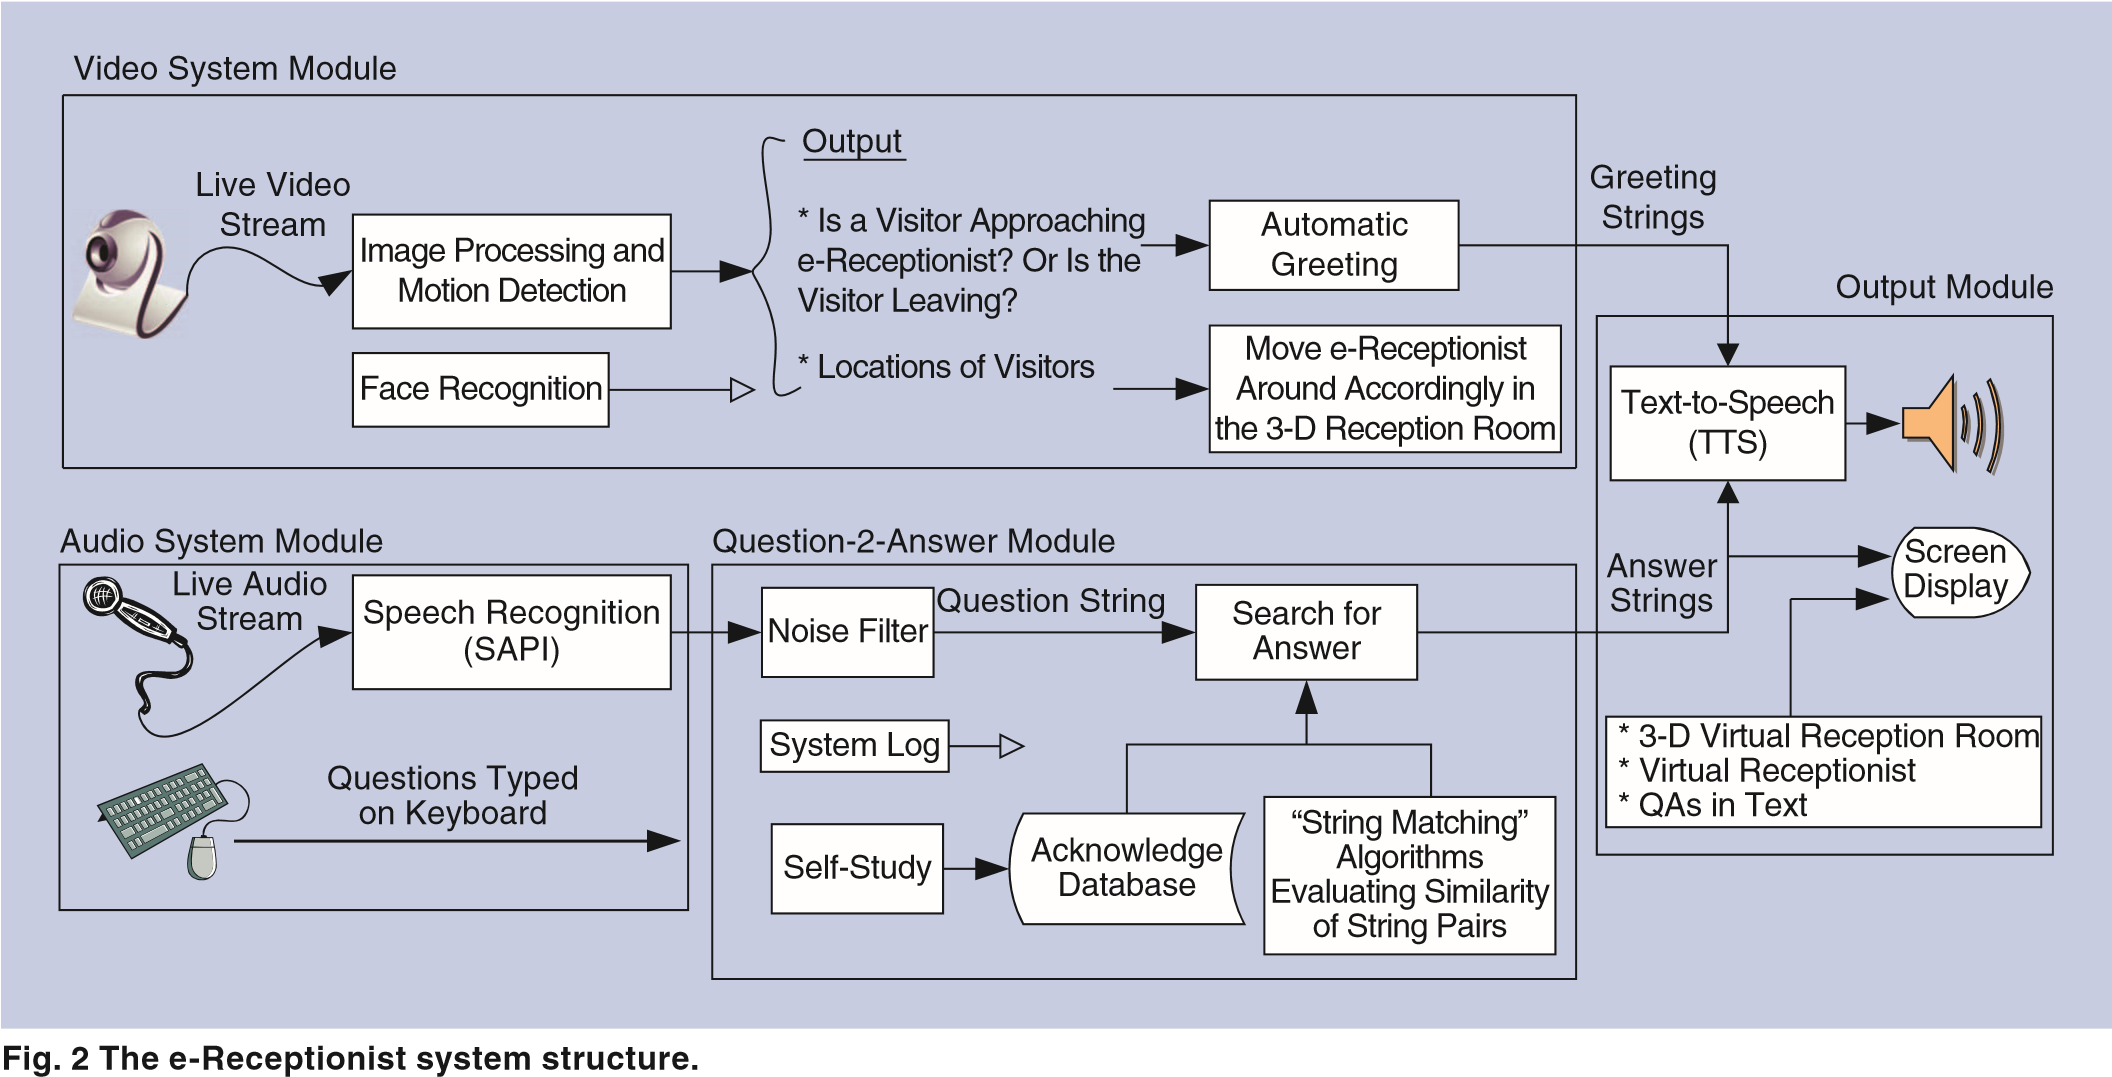 Video System Module
Live Video
Stream
Image Processing and
Motion Detection
Face Recognition
Output
* Is a Visitor Approaching
e-Receptionist? Or Is the
Visitor Leaving?
* Locations of Visitors
Automatic
Greeting
Move e-Receptionist
Around Accordingly in
the 3-D Reception Room
Greeting
Strings
Output Module
Text-to-Speech
(TTS)
Answer
Strings
Screen
Display
* 3-D Virtual Reception Room
* Virtual Receptionist
* QAs in Text
Audio System Module
Live Audio
Stream
Speech Recognition
(SAPI)
Questions Typed
on Keyboard
Question-2-Answer Module
Noise Filter
Question String
Search for
Answer
System Log
Self-Study
Acknowledge
Database
“String Matching”
Algorithms
Evaluating Similarity
of String Pairs
Fig. 2 The e-Receptionist system structure.